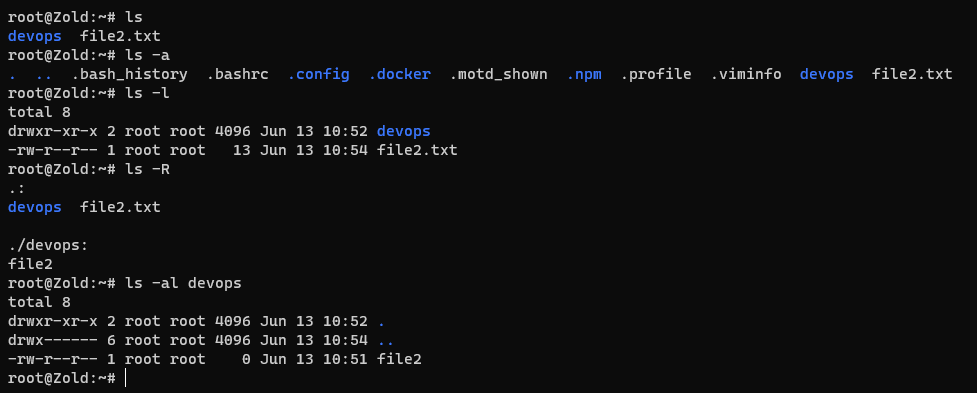 root@Zold:~# ls
devops  file2.txt
root@Zold:~# ls -a
.  ..  .bash_history  .bashrc  .config  .docker  .motd_shown  .npm  .profile  .viminfo  devops  file2.txt
root@Zold:~# ls -l
total 8
drwxr-xr-x 2 root root 4096 Jun 13 10:52 devops
-rw-r--r-- 1 root root   13 Jun 13 10:54 file2.txt
root@Zold:~# ls -R
.:
devops  file2.txt

./devops:
file2
root@Zold:~# ls -al devops
total 8
drwxr-xr-x 2 root root 4096 Jun 13 10:52 .
drwx------ 6 root root 4096 Jun 13 10:54 ..
-rw-r--r-- 1 root root    0 Jun 13 10:51 file2
root@Zold:~#